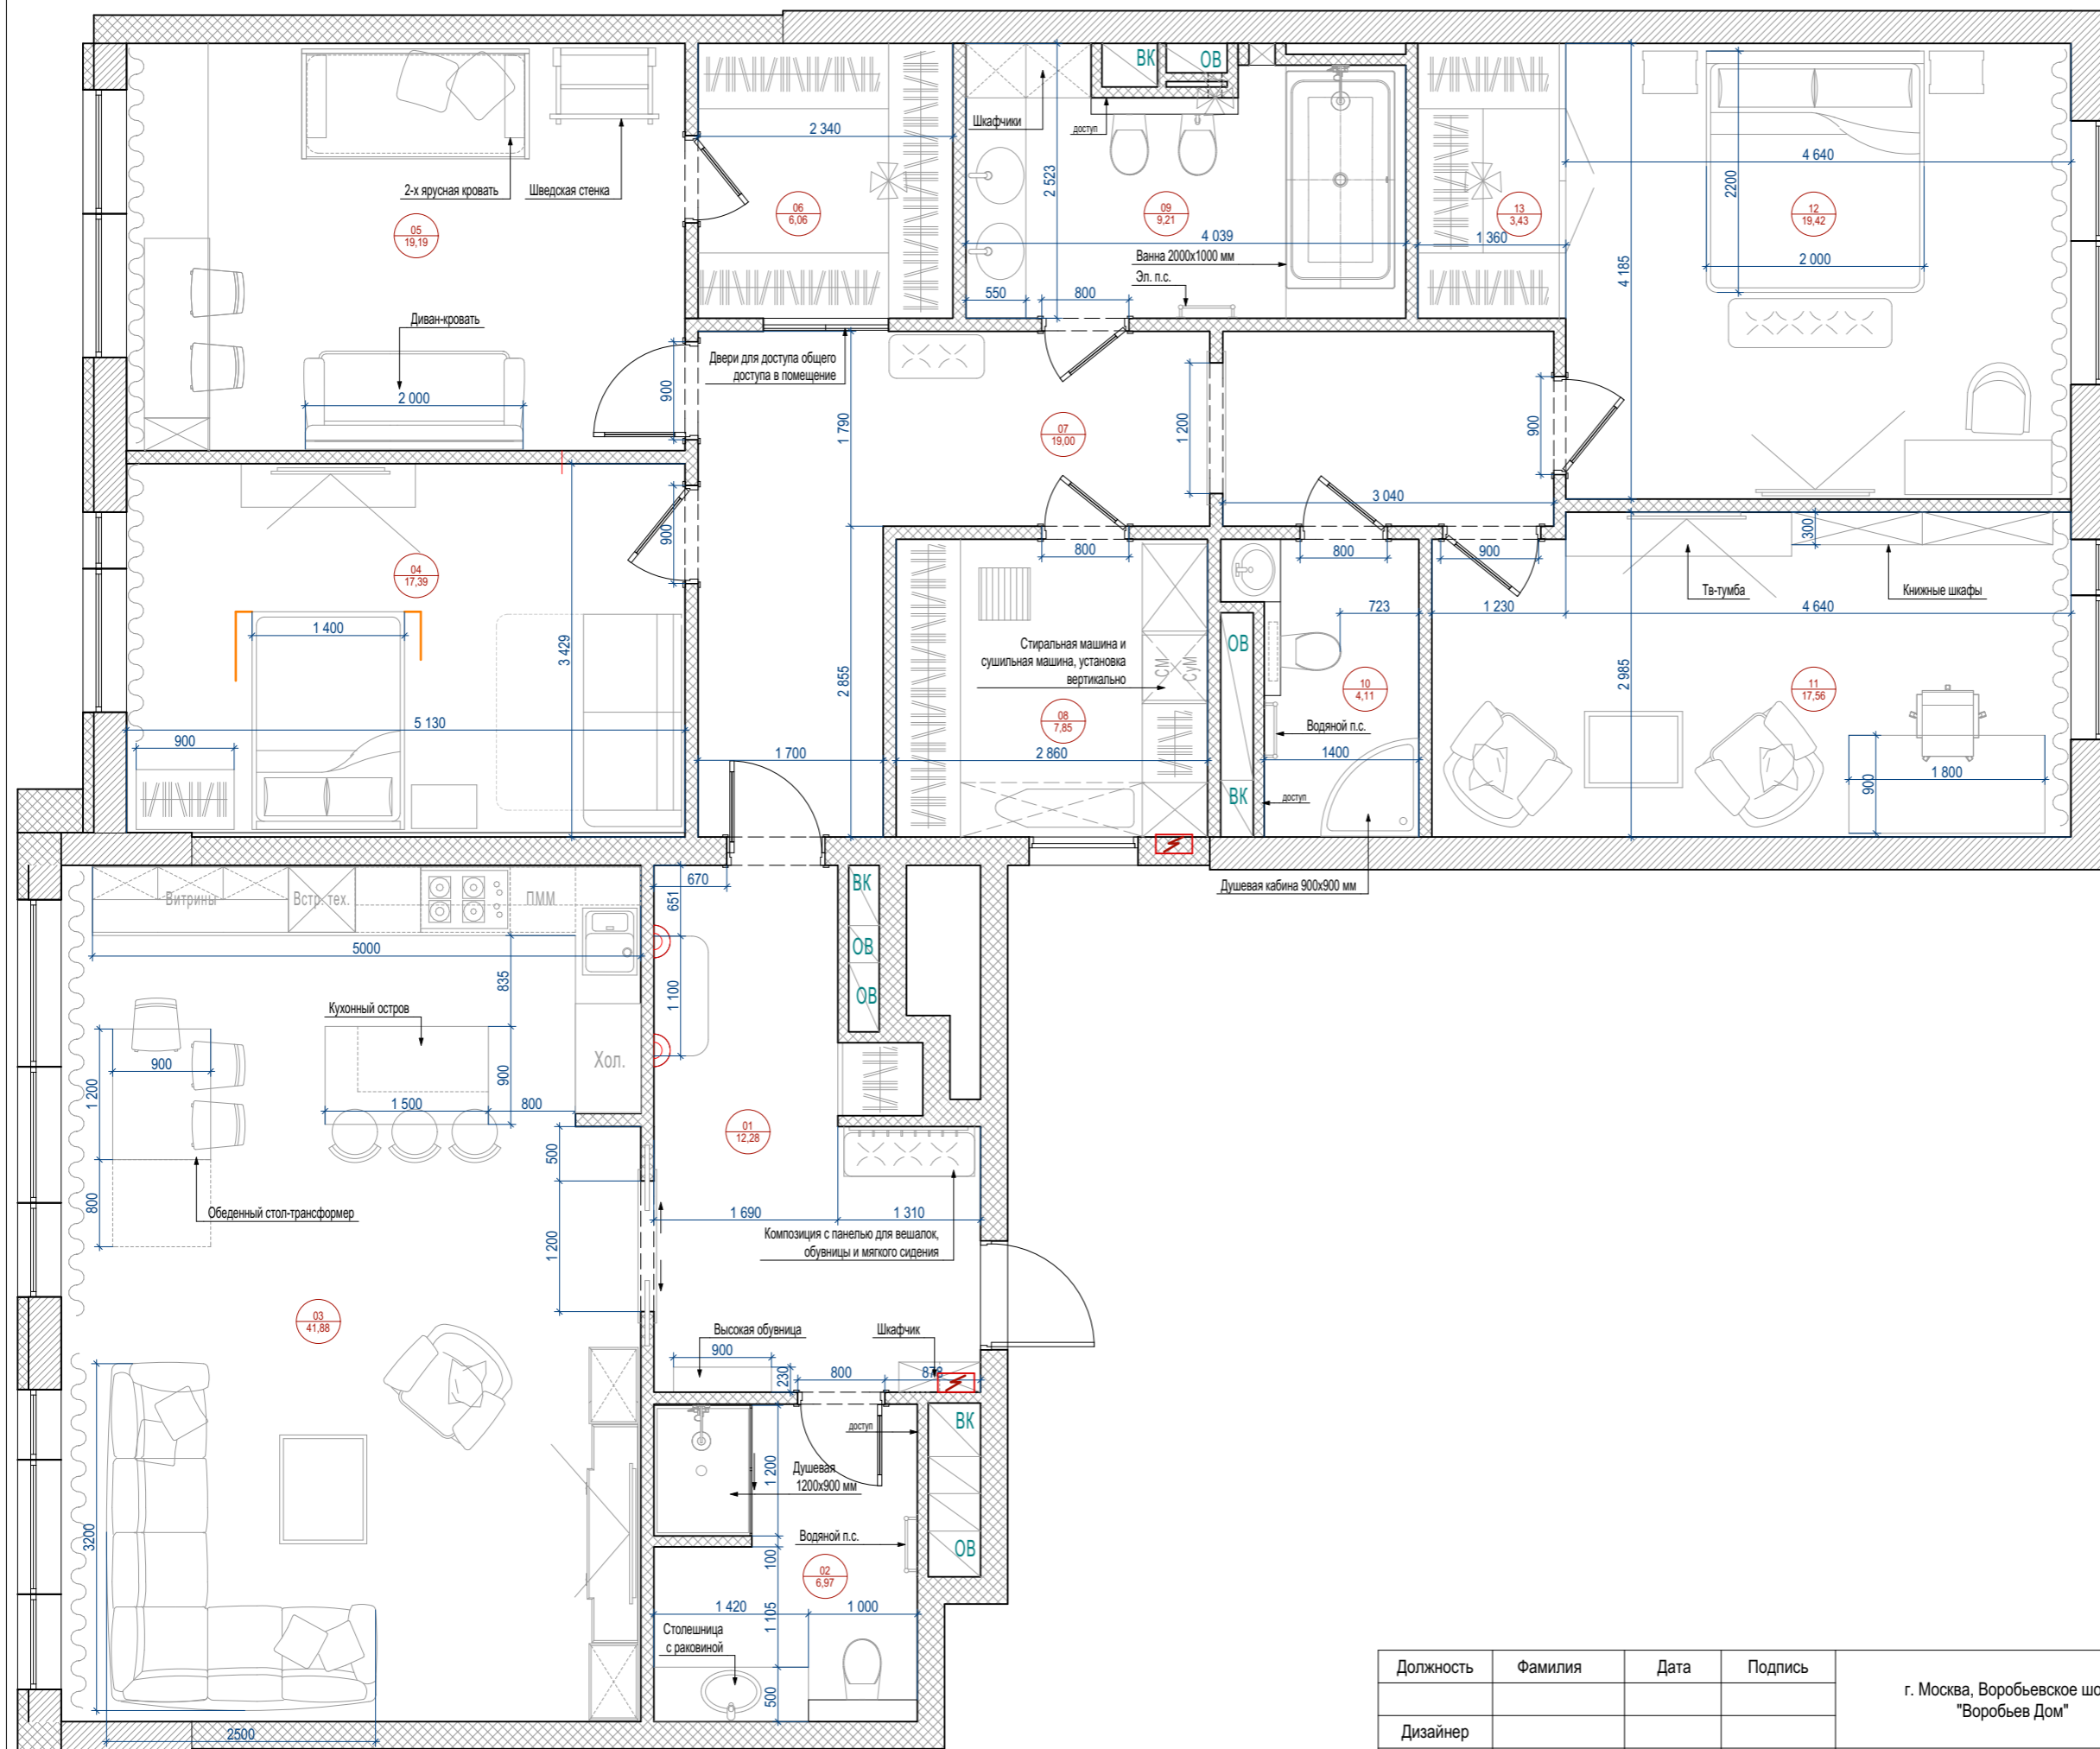 ВК
ОВ
Шкафчики
доступ
2 340
2 523
4 640
2200
2-х ярусная кровать
Шведская стенка
05
19,19
06
6,06
09
9,21
4 039
13
3,43
1 360
12
19,42
2 000
Ванна 2000х1000 мм
Эл. п.с.
550
800
4 185
Диван-кровать
2 000
Двери для доступа общего
доступа в помещение
900
1 790
07
19,00
1 200
900
3 040
900
800
800
900
300
04
17,39
1 400
3 429
Тв-тумба
Книжные шкафы
723
1 230
4 640
Стиральная машина и
сушильная машина, установка
вертикально
СМ
СуМ
ОВ
2 855
2 985
10
4,11
11
17,56
08
7,85
Водяной п.с.
5 130
900
1 700
2 860
1400
1 800
900
ВК
доступ
Душевая кабина 900х900 мм
670
651
ВК
ОВ
ОВ
Витрины
Встр. тех.
ПММ
5000
835
1 100
Кухонный остров
Хол.
900
1 200
900
1 500
800
01
12,28
500
800
Обеденный стол-трансформер
1 690
1 310
1 200
Композиция с панелью для вешалок,
обувницы и мягкого сидения
03
41,88
Высокая обувница
Шкафчик
900
230
800
878
доступ
ВК
Душевая
1200х900 мм
1 200
3200
Водяной п.с.
ОВ
100
02
6,97
1 420
1 000
1 105
Столешница
с раковиной
500
2500
Должность
Фамилия
Дата
Подпись
г. Москва, Воробьевское шо
"Воробьев Дом"
Дизайнер